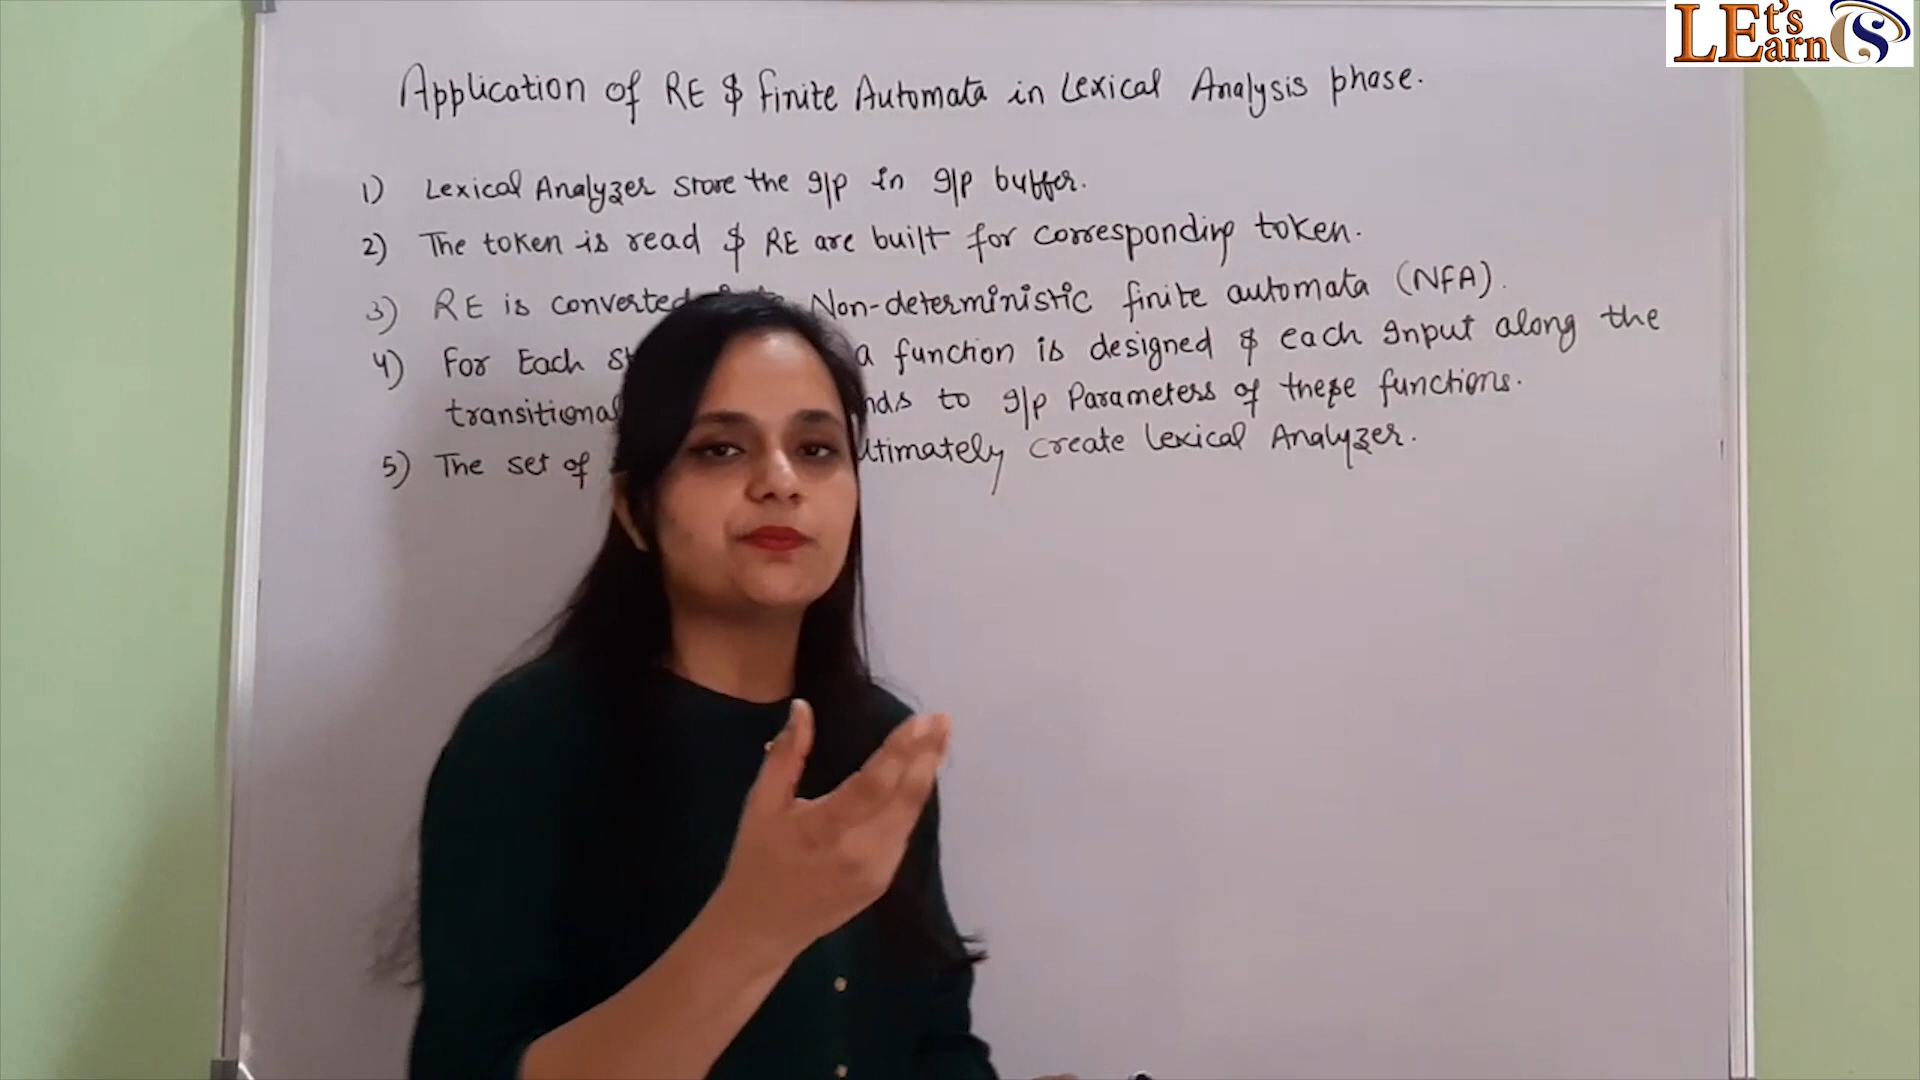 LEt's Earn CS
Application of RE & finite Automata in Lexical Analysis phase.
1) Lexical Analyzer store the I/P in I/P buffer.
2) The token is read & RE are built for corresponding token.
3) RE is converted Non-deterministic finite automata (NFA).
4) For Each a function is designed & each Input along the
transitional to I/P Parameters of these functions.
5) The set of ultimately create Lexical Analyzer.